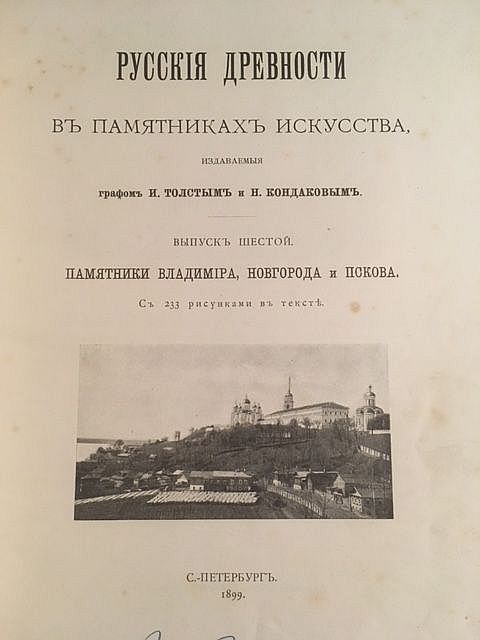 РУССКІЯ ДРЕВНОСТИ
ВЪ ПАМЯТНИКАХЪ ИСКУССТВА,
ИЗДАВАЕМЫЯ
графомъ И. ТОЛСТЫМЪ и Н. КОНДАКОВЫМЪ.
ВЫПУСКЪ ШЕСТОЙ.
ПАМЯТНИКИ ВЛАДИМІРА, НОВГОРОДА и ПСКОВА.
Съ 233 рисунками въ текстѣ.
С.-ПЕТЕРБУРГЪ.
1899.